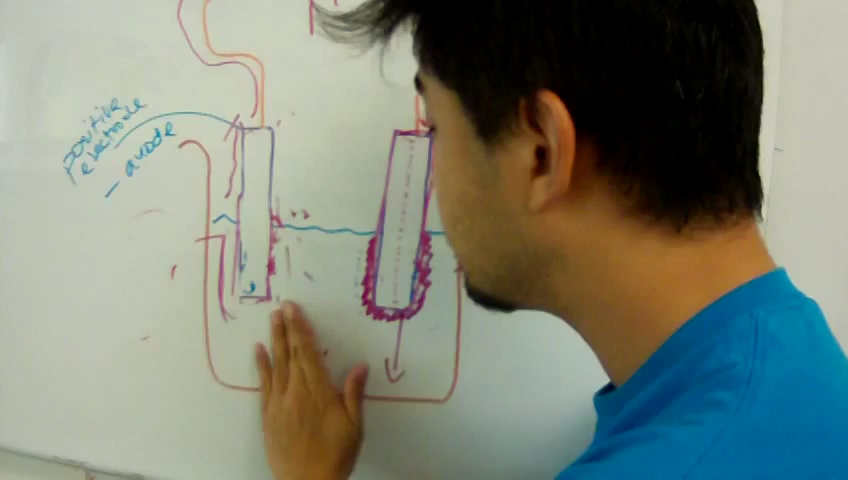 positive
electrode
– anode